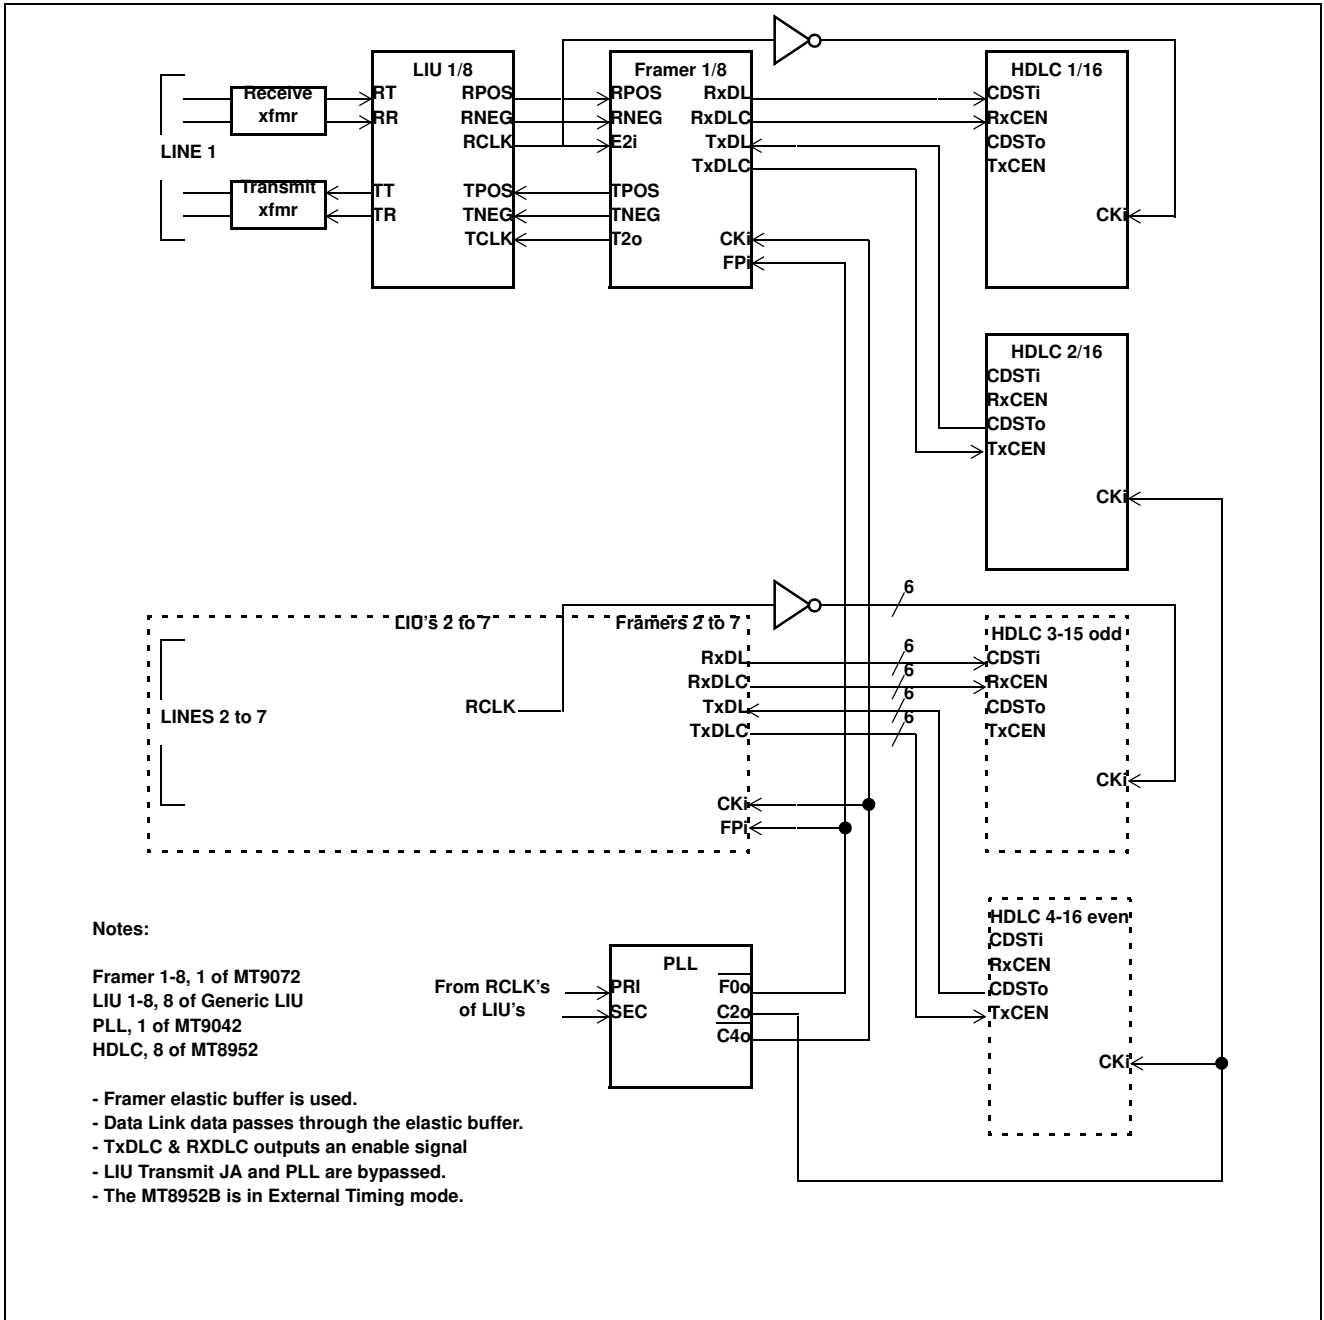 LIU 1/8
Framer 1/8
HDLC 1/16
Receive
xfmr
RT
RR
RPOS
RNEG
RCLK
RPOS
RNEG
E2i
RxDL
RxDLC
TxDL
TxDLC
CDSTi
RxCEN
CDSTo
TxCEN
LINE 1
Transmit
xfmr
TT
TR
TPOS
TNEG
TCLK
TPOS
TNEG
T2o
CKi
FPi
CKi
HDLC 2/16
CDSTi
RxCEN
CDSTo
TxCEN
CKi
6
LIU's 2 to 7
Framers 2 to 7
HDLC 3-15 odd
RxDL
6
CDSTi
RxDLC
6
RxCEN
LINES 2 to 7
RCLK
TxDL
6
CDSTo
TxDLC
6
TxCEN
CKi
FPi
CKi
HDLC 4-16 even
CDSTi
RxCEN
CDSTo
TxCEN
CKi
PLL
From RCLK's
of LIU's
PRI
SEC
F0o
C2o
C4o
Notes:
Framer 1-8, 1 of MT9072
LIU 1-8, 8 of Generic LIU
PLL, 1 of MT9042
HDLC, 8 of MT8952
- Framer elastic buffer is used.
- Data Link data passes through the elastic buffer.
- TxDLC & RXDLC outputs an enable signal
- LIU Transmit JA and PLL are bypassed.
- The MT8952B is in External Timing mode.